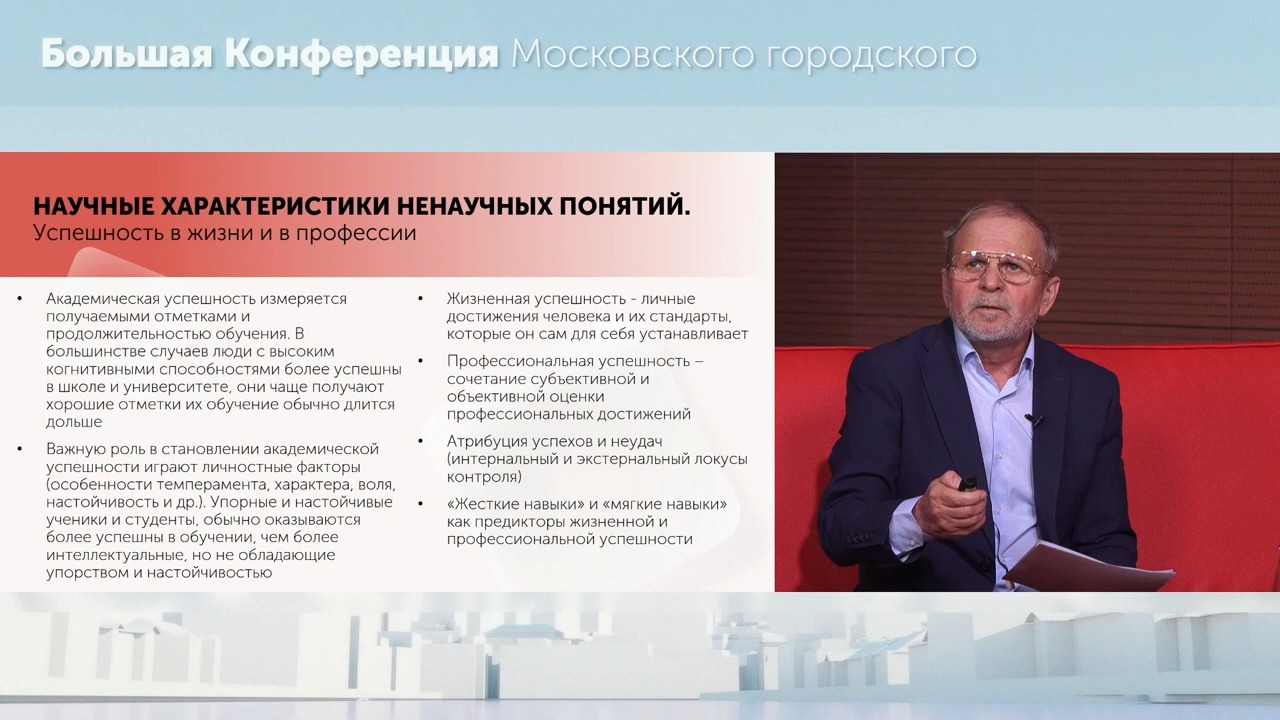 Большая Конференция Московского городского
НАУЧНЫЕ ХАРАКТЕРИСТИКИ НЕНАУЧНЫХ ПОНЯТИЙ.
Успешность в жизни и в профессии
• Академическая успешность измеряется
получаемыми отметками и
продолжительностью обучения. В
большинстве случаев люди с высоким
когнитивными способностями более успешны
в школе и университете, они чаще получают
хорошие отметки их обучение обычно длится
дольше
• Важную роль в становлении академической
успешности играют личностные факторы
(особенности темперамента, характера, воля,
настойчивость и др.). Упорные и настойчивые
ученики и студенты, обычно оказываются
более успешны в обучении, чем более
интеллектуальные, но не обладающие
упорством и настойчивостью
• Жизненная успешность - личные
достижения человека и их стандарты,
которые он сам для себя устанавливает
• Профессиональная успешность –
сочетание субъективной и
объективной оценки
профессиональных достижений
• Атрибуция успехов и неудач
(интернальный и экстернальный локусы
контроля)
• «Жесткие навыки» и «мягкие навыки»
как предикторы жизненной и
профессиональной успешности